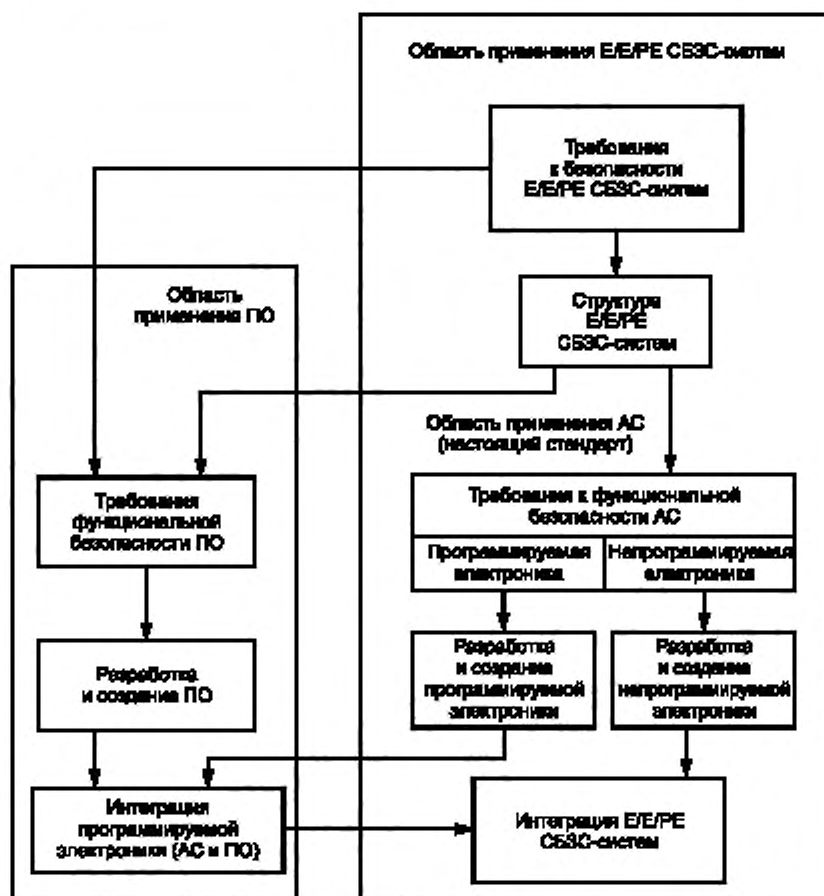 Область применения Е/Е/РЕ СБЗС-систем
Требования
к безопасности
Е/Е/РЕ СБЗС-систем
Область
применения ПО
Структура
Е/Е/РЕ
СБЗС-систем
Область применения АС
(настоящий стандарт)
Требования
функциональной
безопасности ПО
Требования к функциональной
безопасности АС
Программируемая
электроника
Непрограммируемая
электроника
Разработка
и создание ПО
Разработка
и создание
программируемой
электроники
Разработка
и создание
непрограммируемой
электроники
Интеграция
программируемой
электроники (АС и ПО)
Интеграция Е/Е/РЕ
СБЗС-систем